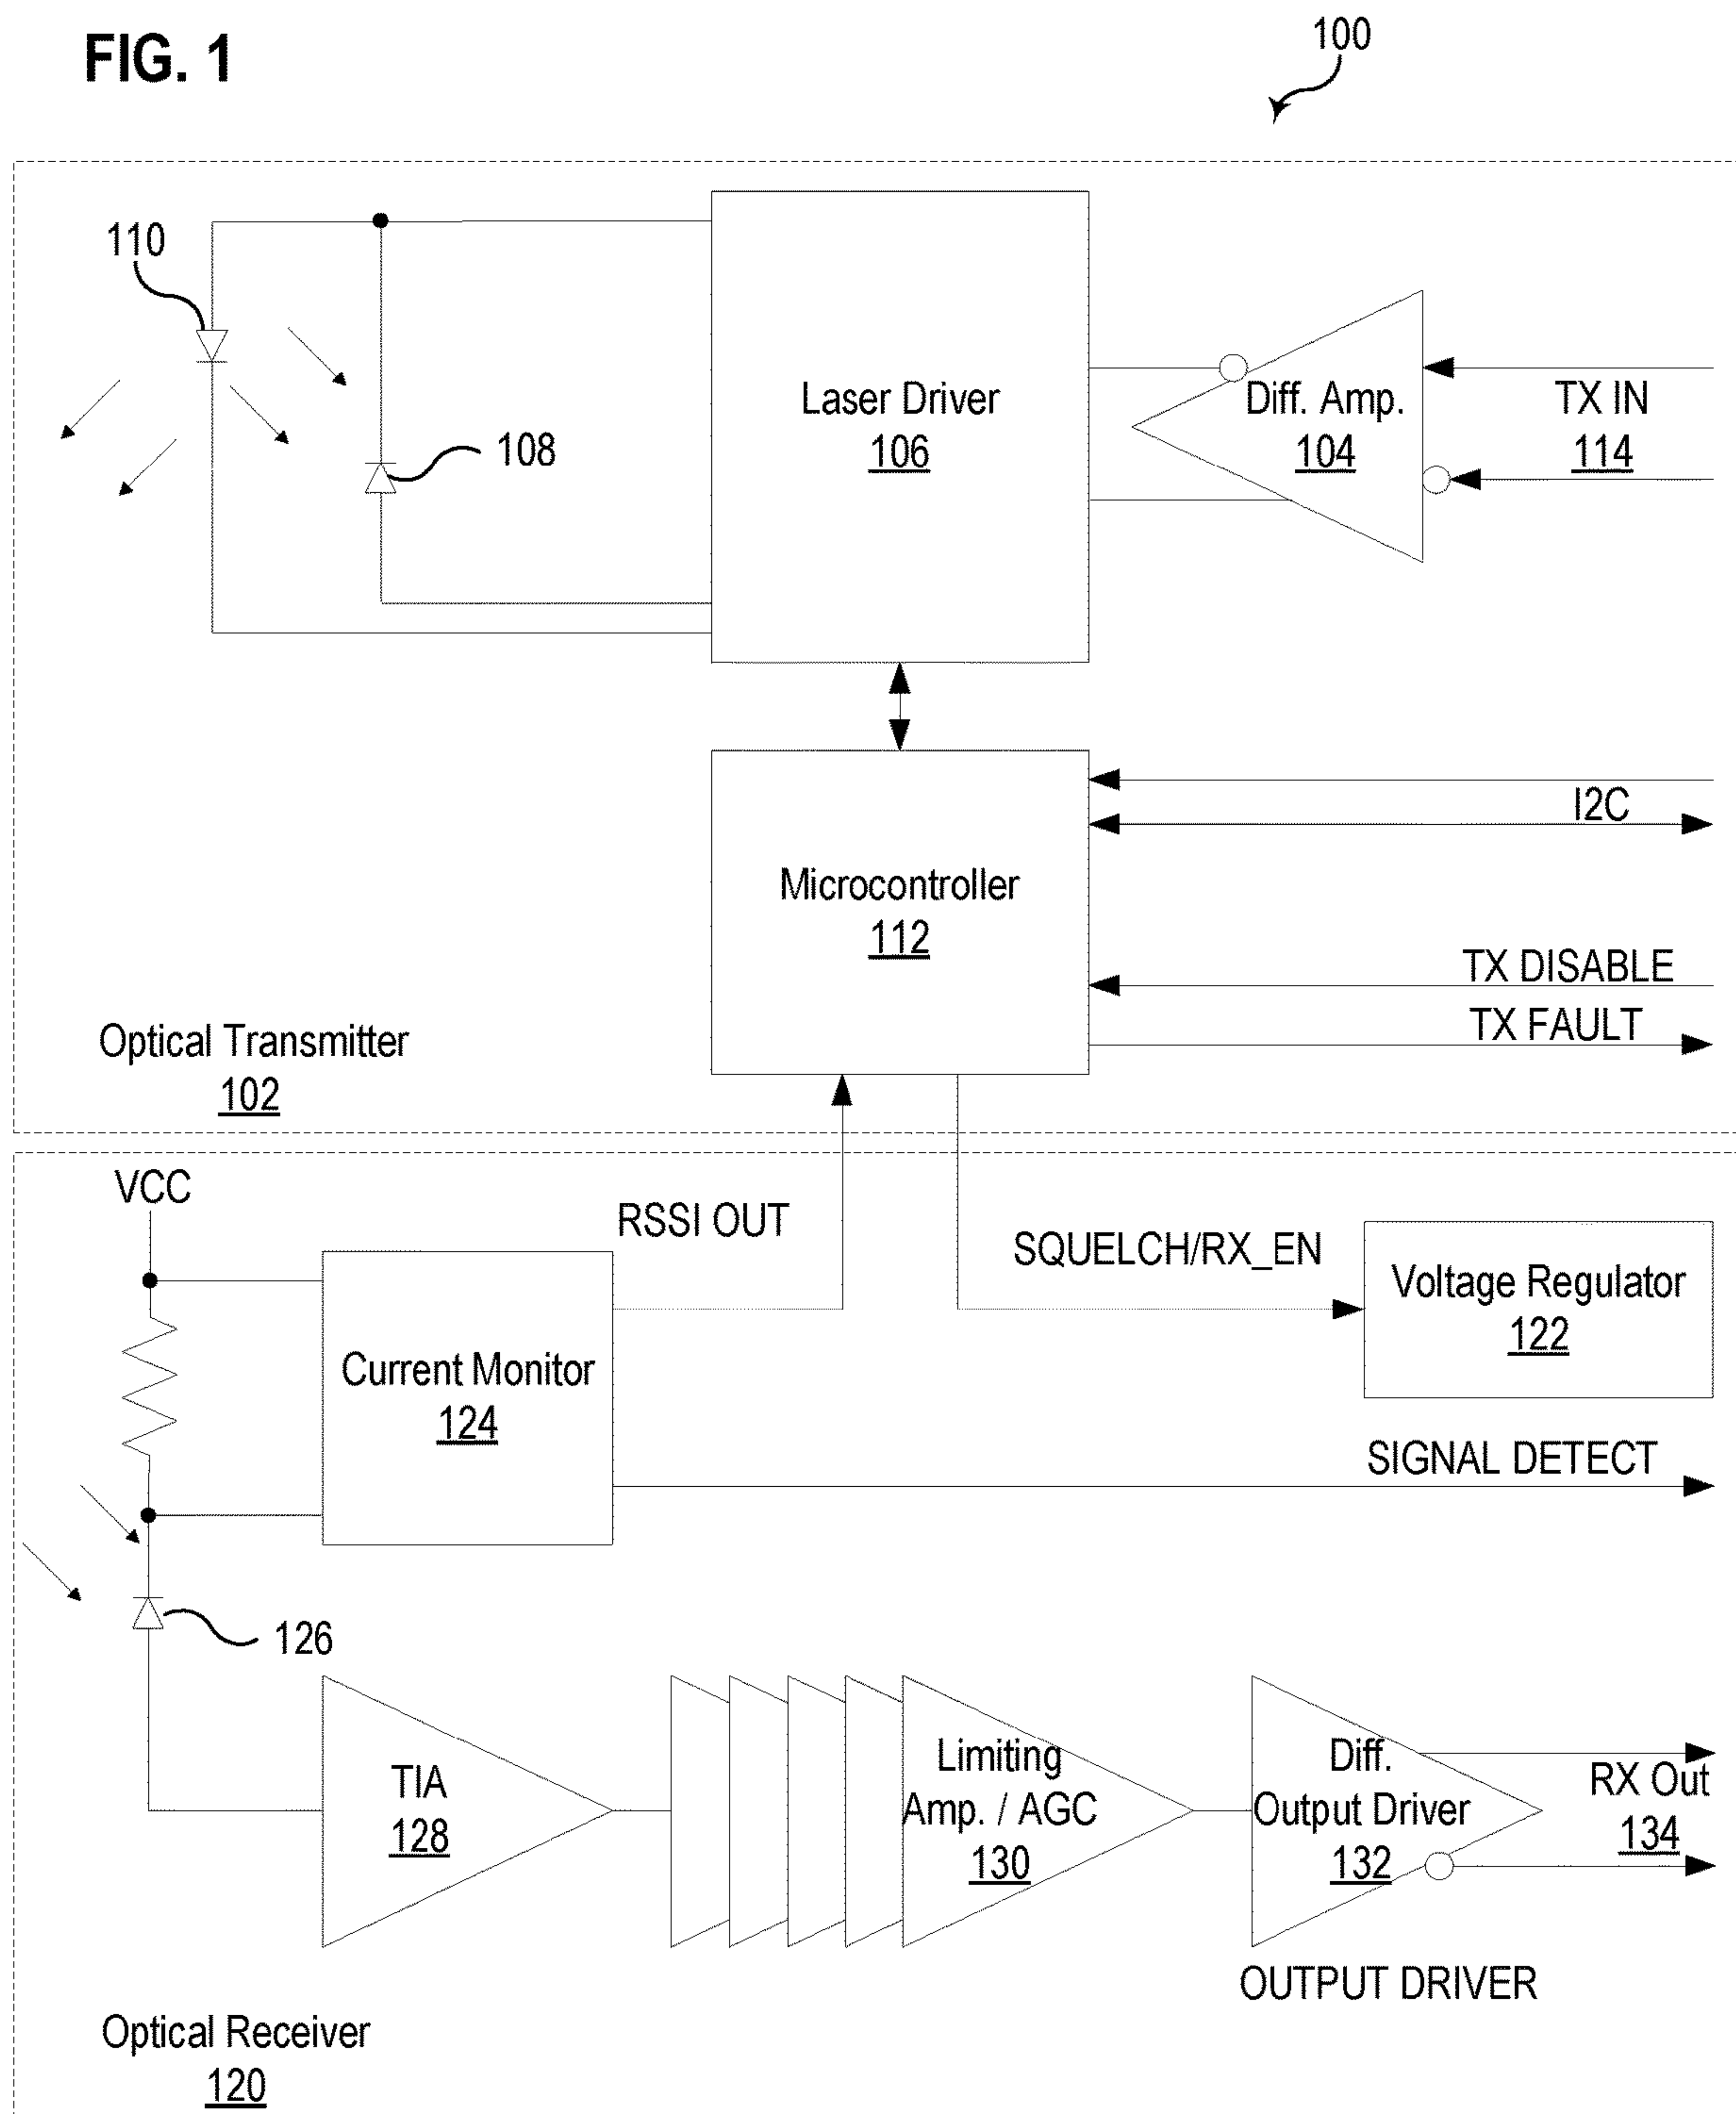 FIG. 1
100
110
108
Laser Driver
106
Diff. Amp.
104
TX IN
114
I2C
Microcontroller
112
TX DISABLE
TX FAULT
Optical Transmitter
102
VCC
RSSI OUT
SQUELCH/RX_EN
Voltage Regulator
122
Current Monitor
124
SIGNAL DETECT
126
TIA
128
Limiting
Amp. / AGC
130
Diff.
Output Driver
132
RX Out
134
OUTPUT DRIVER
Optical Receiver
120